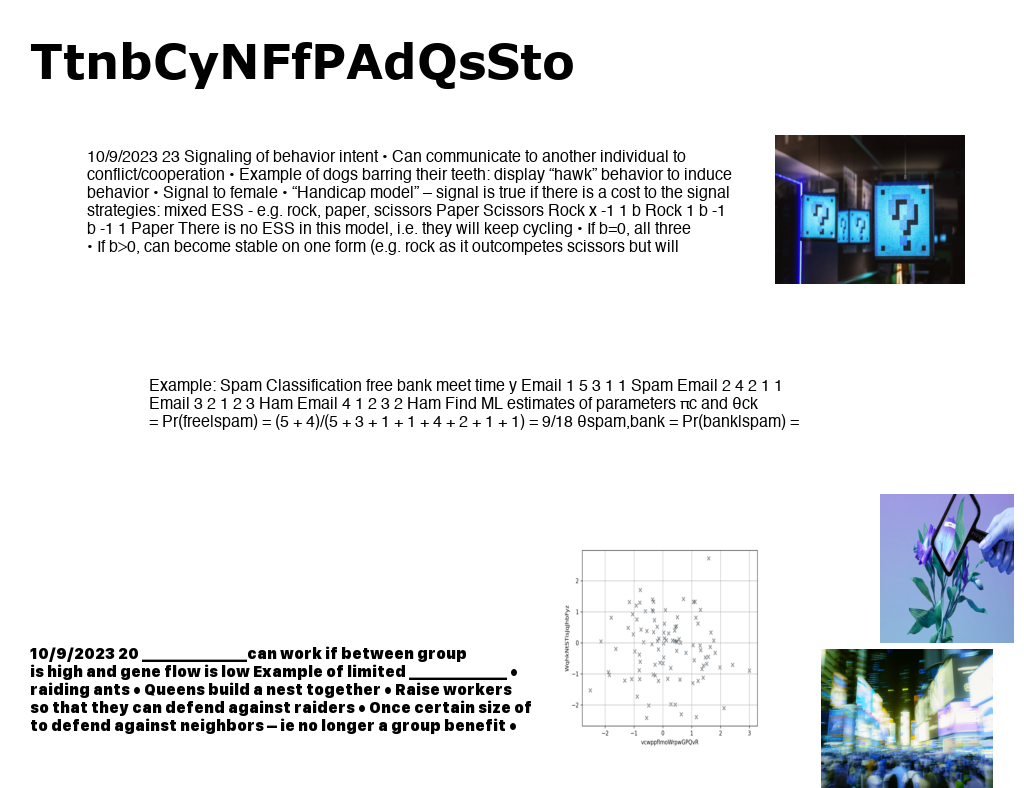 TtnbCyNFfPAdQsSto
10/9/2023 23 Signaling of behavior intent • Can communicate to another individual to
conflict/cooperation • Example of dogs barring their teeth: display “hawk” behavior to induce
behavior • Signal to female • “Handicap model” – signal is true if there is a cost to the signal
strategies: mixed ESS - e.g. rock, paper, scissors Paper Scissors Rock x -1 1 b Rock 1 b -1
b -1 1 Paper There is no ESS in this model, i.e. they will keep cycling • If b=0, all three
• If b>0, can become stable on one form (e.g. rock as it outcompetes scissors but will
? ? ? ?
Example: Spam Classification free bank meet time y Email 1 5 3 1 1 Spam Email 2 4 2 1 1
Email 3 2 1 2 3 Ham Email 4 1 2 3 2 Ham Find ML estimates of parameters πc and θck
= Pr(free|spam) = (5 + 4)/(5 + 3 + 1 + 1 + 4 + 2 + 1 + 1) = 9/18 θspam,bank = Pr(bank|spam) =
10/9/2023 20 ______________can work if between group
is high and gene flow is low Example of limited _____________ •
raiding ants • Queens build a nest together • Raise workers
so that they can defend against raiders • Once certain size of
to defend against neighbors – ie no longer a group benefit •
2
1
0
−1
−2
−2 −1 0 1 2 3
vcwppflmoWrpwGPQvR